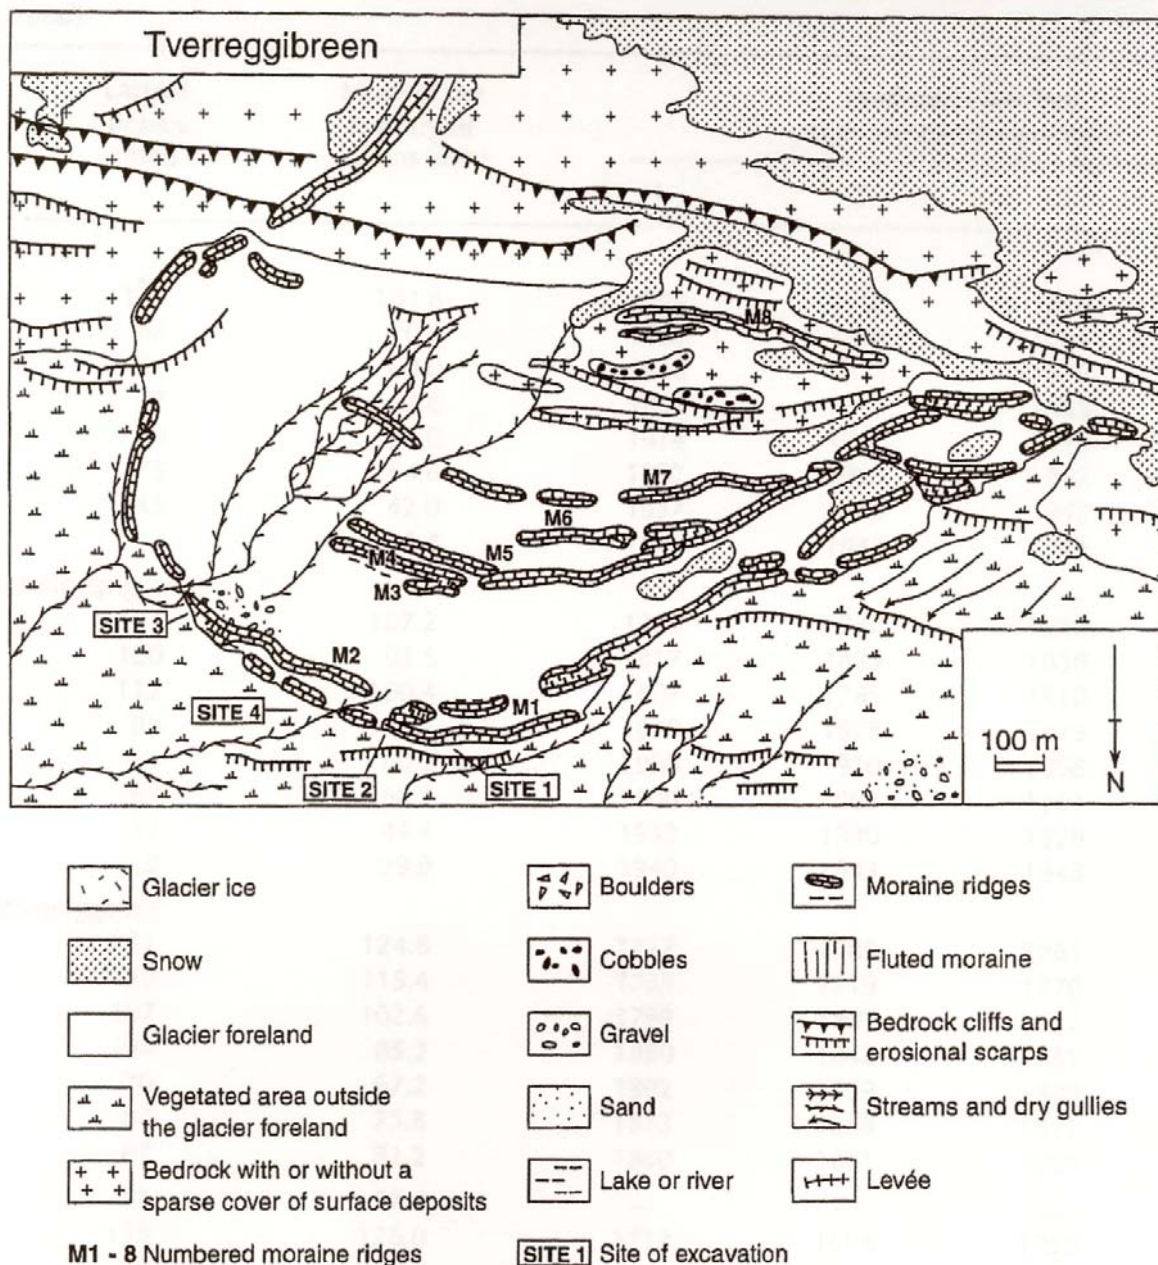 Tverreggibreen
M8
M7
M6
M5
M4
M3
SITE 3
M2
M1
SITE 4
SITE 2
SITE 1
100 m
N
Glacier ice
Boulders
Moraine ridges
Snow
Cobbles
Fluted moraine
Glacier foreland
Gravel
Bedrock cliffs and
erosional scarps
Vegetated area outside
the glacier foreland
Sand
Streams and dry gullies
Bedrock with or without a
sparse cover of surface deposits
Lake or river
Levée
M1 - 8 Numbered moraine ridges
SITE 1 Site of excavation